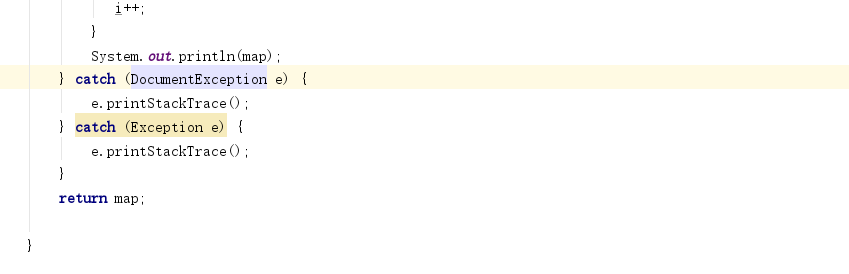 i++;
}
System.out.println(map);
} catch (DocumentException e) {
e.printStackTrace();
} catch (Exception e) {
e.printStackTrace();
}
return map;
}